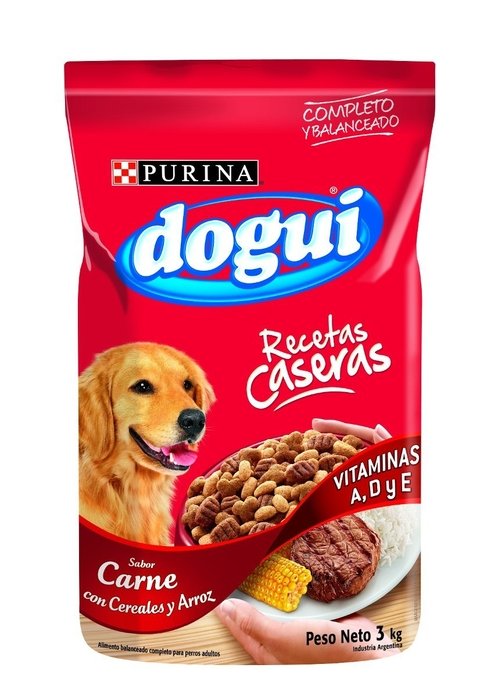 COMPLETO
Y BALANCEADO
PURINA
dogui®
Recetas
Caseras
VITAMINAS
A, D y E
Sabor
Carne
con Cereales y Arroz
Peso Neto 3 kg
Industria Argentina
Alimento balanceado completo para perros adultos